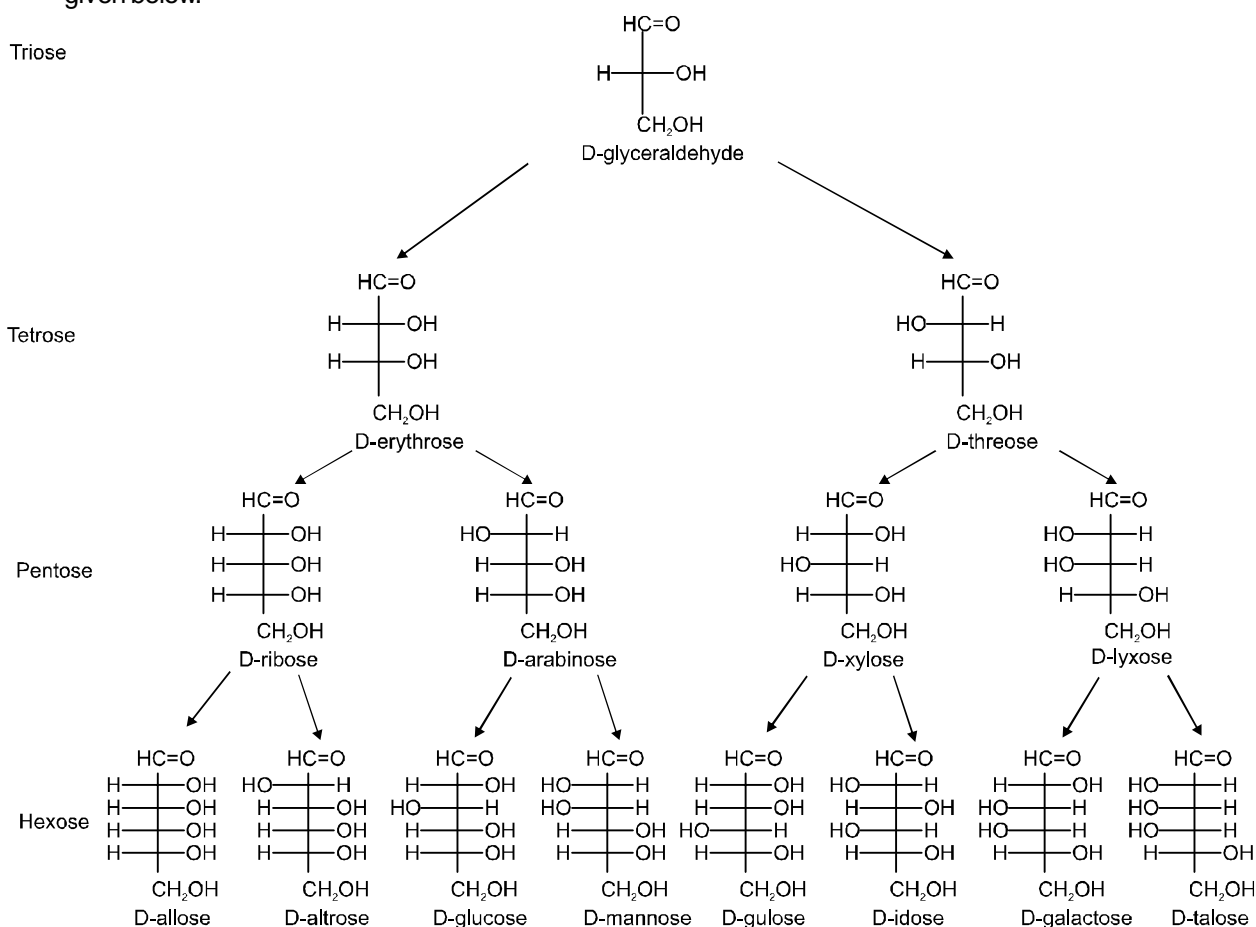 given below.
Triose
HC=O
H OH
CH₂OH
D-glyceraldehyde
HC=O HC=O
H OH HO H
Tetrose
H OH H OH
CH₂OH CH₂OH
D-erythrose D-threose
HC=O HC=O HC=O HC=O
H OH HO H H OH HO H
Pentose
H OH H OH HO H HO H
H OH H OH H OH H OH
CH₂OH CH₂OH CH₂OH CH₂OH
D-ribose D-arabinose D-xylose D-lyxose
HC=O HC=O HC=O HC=O HC=O HC=O HC=O HC=O
H OH HO H H OH HO H H OH HO H H OH HO H
H OH H OH HO H HO H H OH H OH HO H HO H
Hexose
H OH H OH H OH H OH HO H HO H HO H HO H
H OH H OH H OH H OH H OH H OH H OH H OH
CH₂OH CH₂OH CH₂OH CH₂OH CH₂OH CH₂OH CH₂OH CH₂OH
D-allose D-altrose D-glucose D-mannose D-gulose D-idose D-galactose D-talose